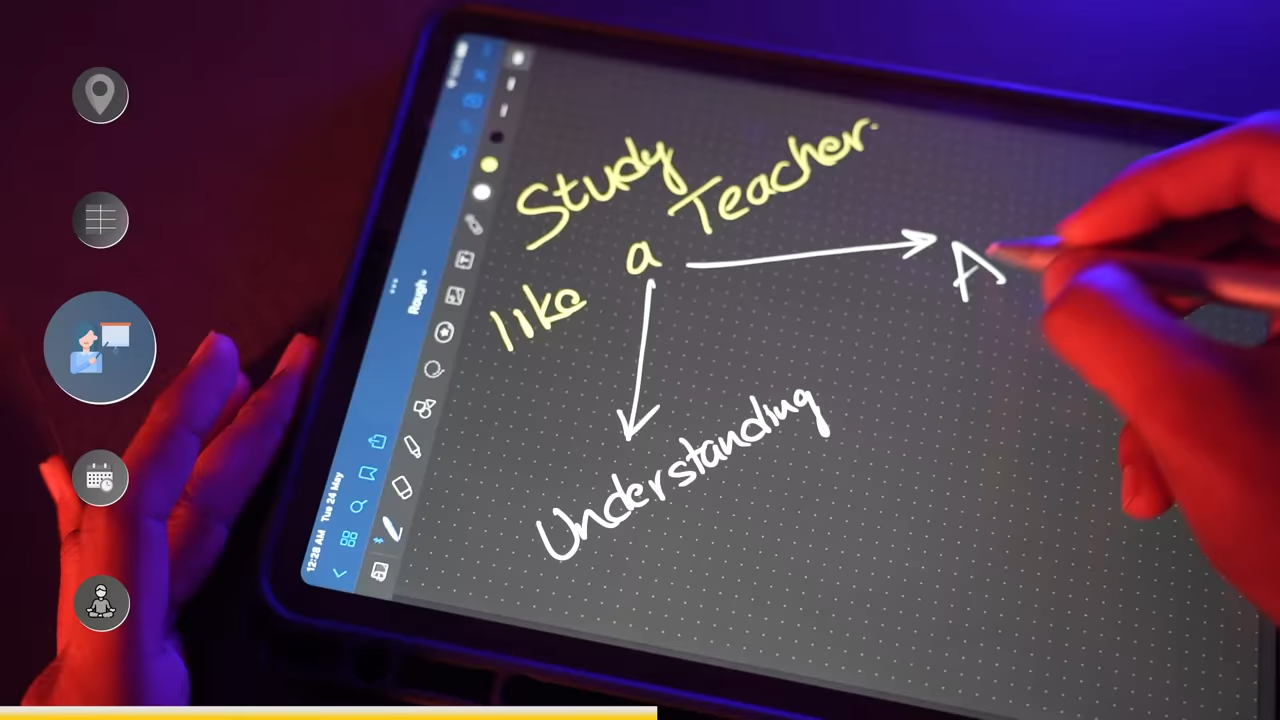 Study
like a Teacher.
A
Understanding
Rough
12:28 AM Tue 24 May